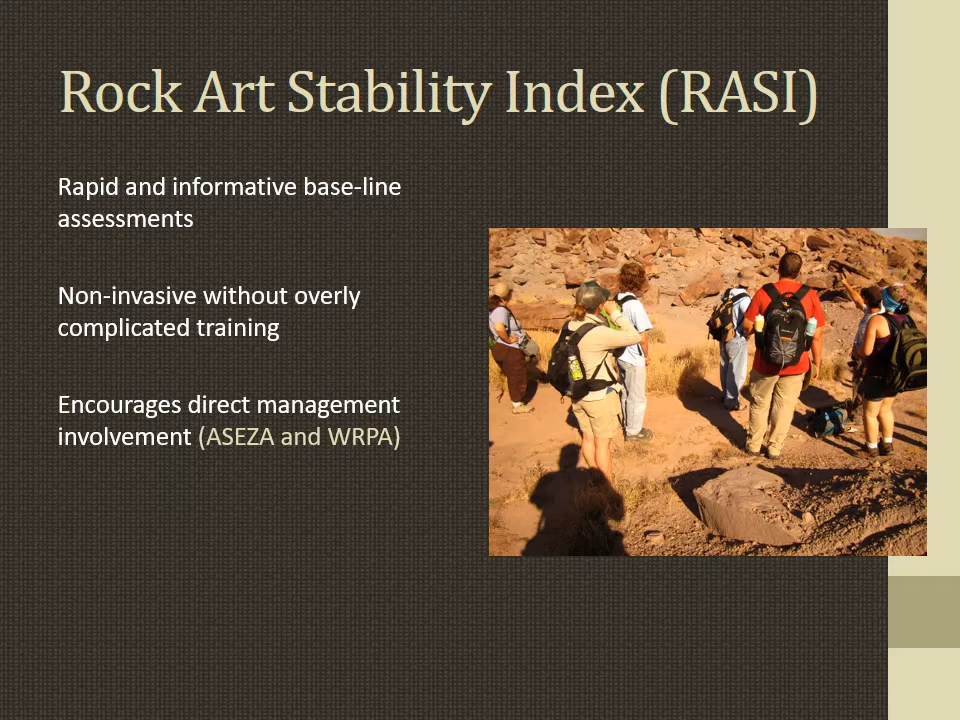 Rock Art Stability Index (RASI)
Rapid and informative base-line
assessments
Non-invasive without overly
complicated training
Encourages direct management
involvement (ASEZA and WRPA)